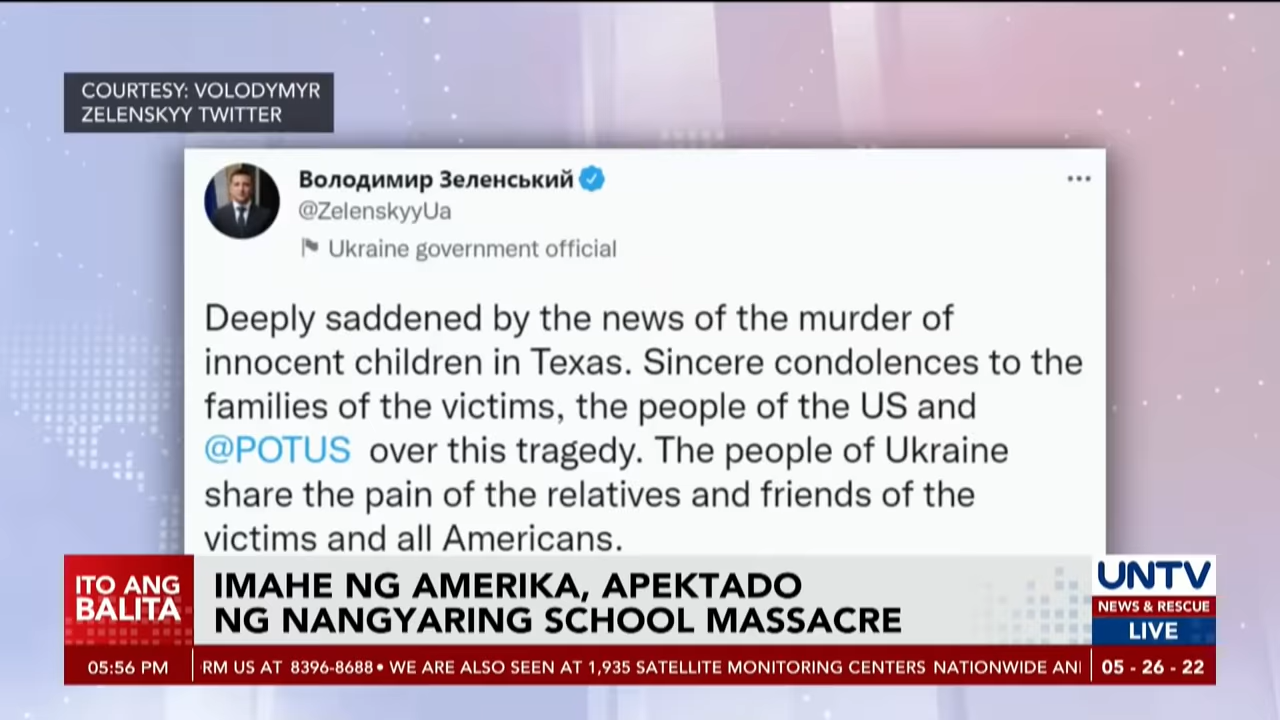 COURTESY: VOLODYMYR
ZELENSKYY TWITTER
Володимир Зеленський
@ZelenskyyUa
Ukraine government official
Deeply saddened by the news of the murder of
innocent children in Texas. Sincere condolences to the
families of the victims, the people of the US and
@POTUS over this tragedy. The people of Ukraine
share the pain of the relatives and friends of the
victims and all Americans.
ITO ANG
BALITA
IMAHE NG AMERIKA, APEKTADO
NG NANGYARING SCHOOL MASSACRE
UNTV
NEWS & RESCUE
LIVE
05:56 PM
RM US AT 8396-8688• WE ARE ALSO SEEN AT 1,935 SATELLITE MONITORING CENTERS NATIONWIDE AN
05 - 26 - 22